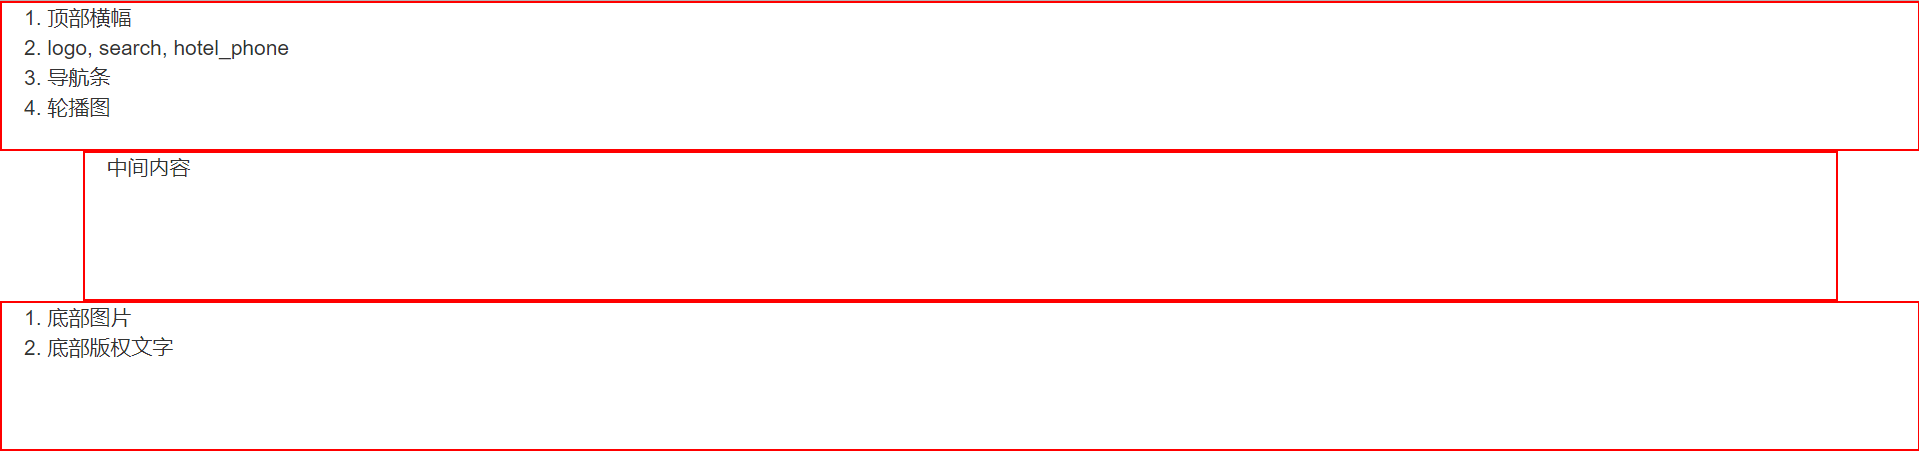 1. 顶部横幅
2. logo, search, hotel_phone
3. 导航条
4. 轮播图
中间内容
1. 底部图片
2. 底部版权文字